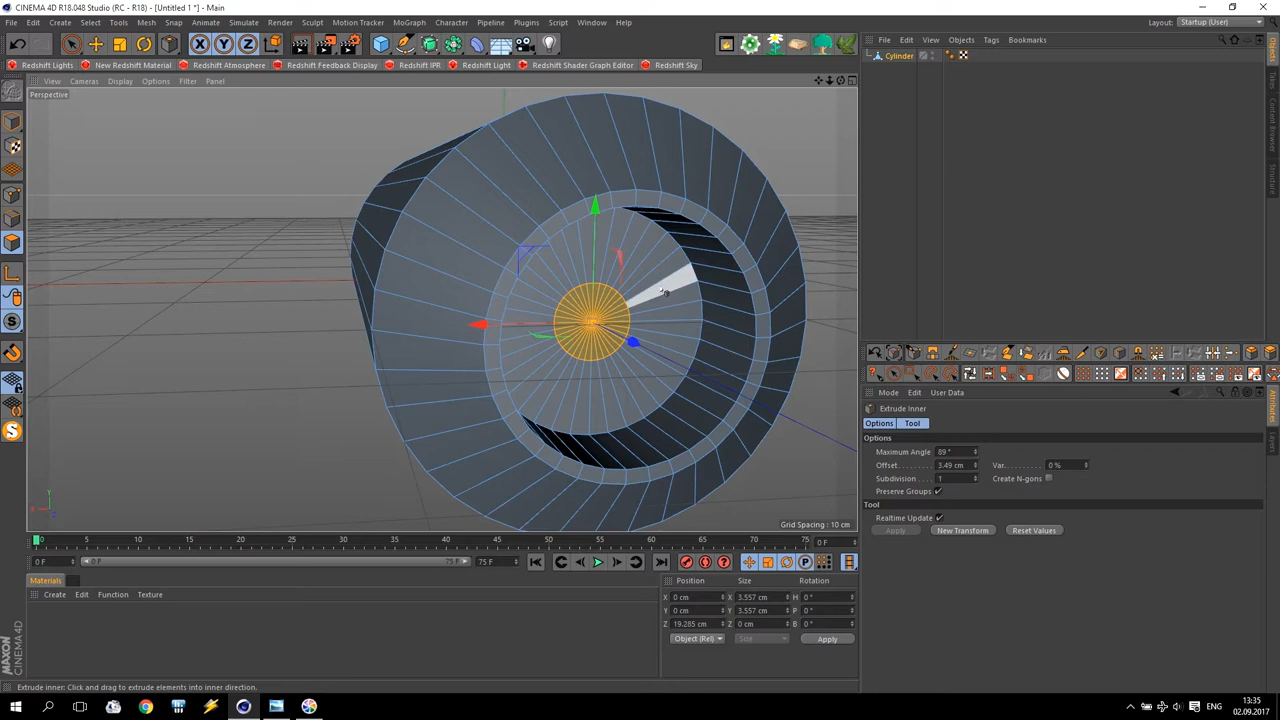 CINEMA 4D R18.048 Studio (RC - R18) - [Untitled 1 *] - Main
File Edit Create Select Tools Mesh Snap Animate Simulate Render Sculpt Motion Tracker MoGraph Character Pipeline Plugins Script Window Help
Layout: Startup (User)
X Y Z
File Edit View Objects Tags Bookmarks
Redshift Lights New Redshift Material Redshift Atmosphere Redshift Feedback Display Redshift IPR Redshift Light Redshift Shader Graph Editor Redshift Sky
Cylinder
View Cameras Display Options Filter Panel
Perspective
Objects
Takes
Content Browser
Structure
Mode Edit User Data
Extrude Inner
Options Tool
Options
Maximum Angle 89 °
Offset 3.49 cm Var. 0 %
Subdivision 1 Create N-gons
Preserve Groups
Tool
Realtime Update
Apply New Transform Reset Values
Attributes
Layers
Grid Spacing : 10 cm
0 5 10 15 20 25 30 35 40 45 50 55 60 65 70 75 0 F
0 F 0 F 75 F 75 F
Materials
Create Edit Function Texture
Position Size Rotation
X 0 cm X 3.557 cm H 0 °
Y 0 cm Y 3.557 cm P 0 °
Z 19.285 cm Z 0 cm B 0 °
Object (Rel) Size Apply
MAXON
CINEMA 4D
Extrude inner: Click and drag to extrude elements into inner direction.
ENG
13:35
02.09.2017